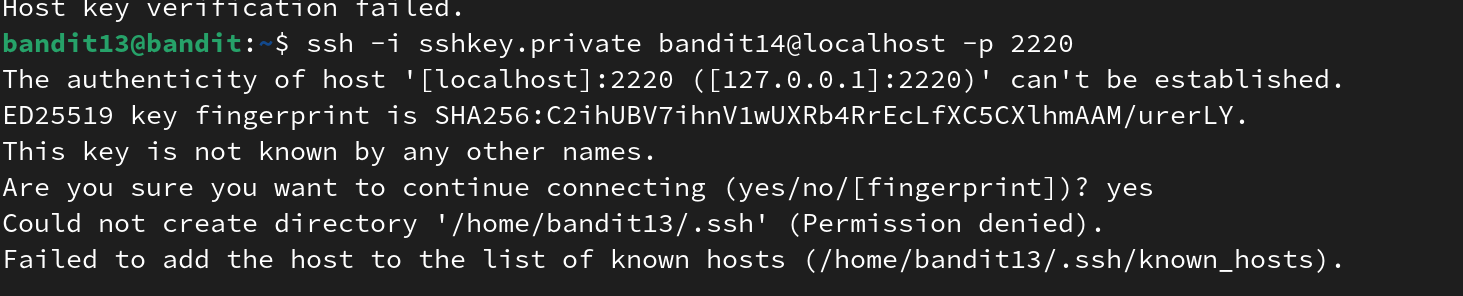 Host key verification failed.
bandit13@bandit:~$ ssh -i sshkey.private bandit14@localhost -p 2220
The authenticity of host '[localhost]:2220 ([127.0.0.1]:2220)' can't be established.
ED25519 key fingerprint is SHA256:C2ihUBV7ihnV1wUXRb4RrEcLfXC5CXlhmAAM/urerLY.
This key is not known by any other names.
Are you sure you want to continue connecting (yes/no/[fingerprint])? yes
Could not create directory '/home/bandit13/.ssh' (Permission denied).
Failed to add the host to the list of known hosts (/home/bandit13/.ssh/known_hosts).